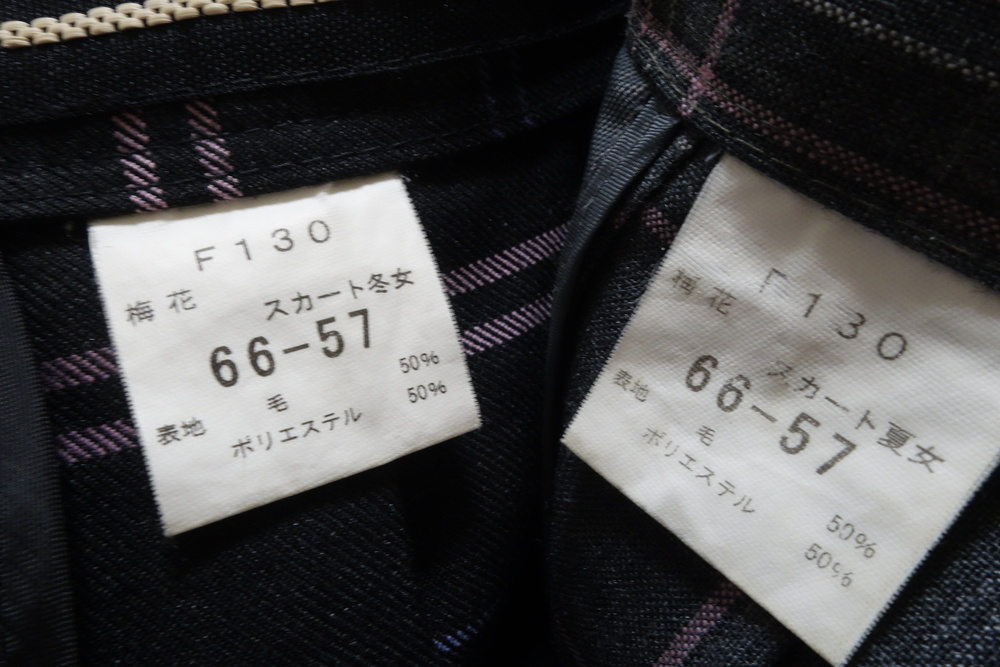 F130
梅花 スカート冬女
66-57
表地 毛 50%
ポリエステル 50%
F130
梅花 スカート夏女
66-57
表地 毛 50%
ポリエステル 50%